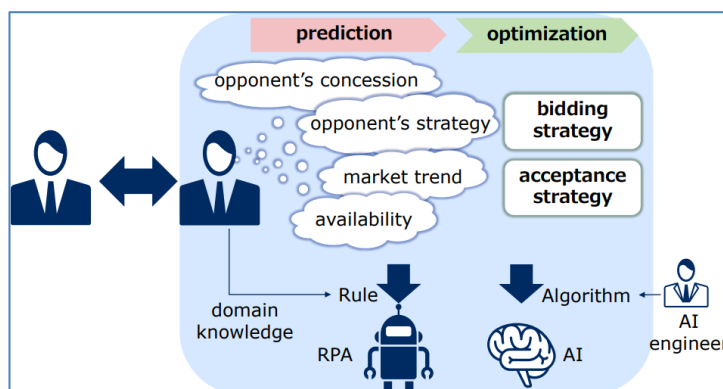 prediction
optimization
opponent's concession
opponent's strategy
market trend
availability
bidding
strategy
acceptance
strategy
domain
knowledge
Rule
RPA
Algorithm
AI
AI
engineer